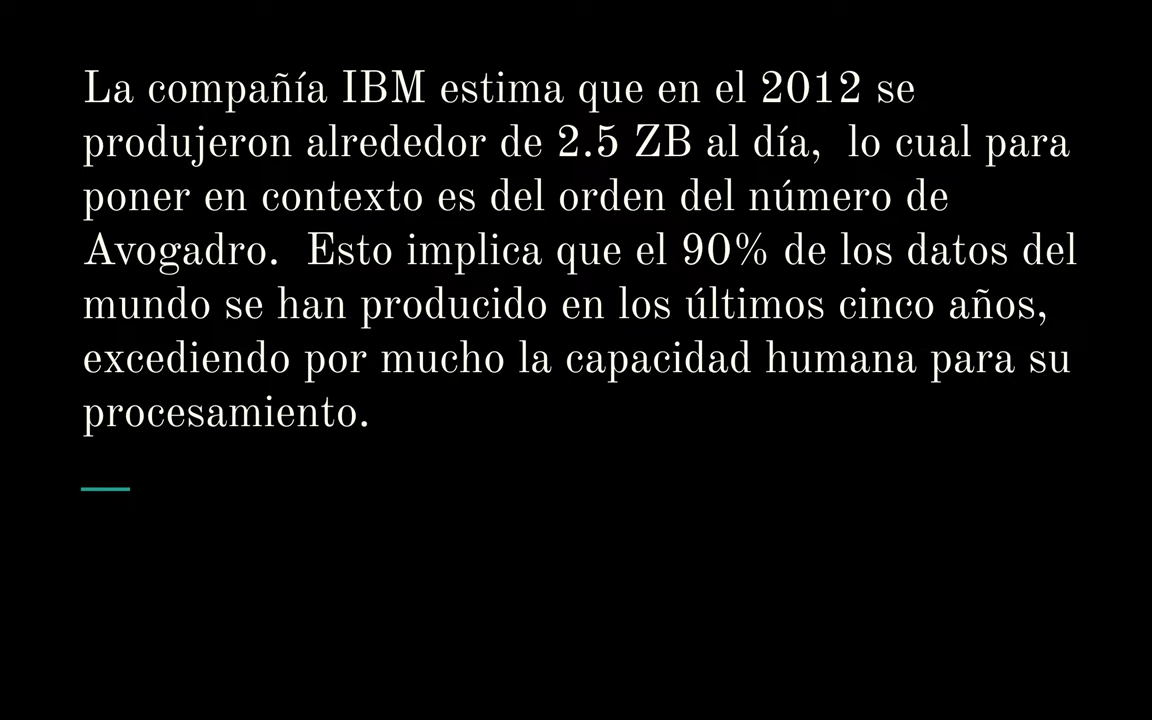 La compañía IBM estima que en el 2012 se
produjeron alrededor de 2.5 ZB al día,  lo cual para
poner en contexto es del orden del número de
Avogadro.  Esto implica que el 90% de los datos del
mundo se han producido en los últimos cinco años,
excediendo por mucho la capacidad humana para su
procesamiento.